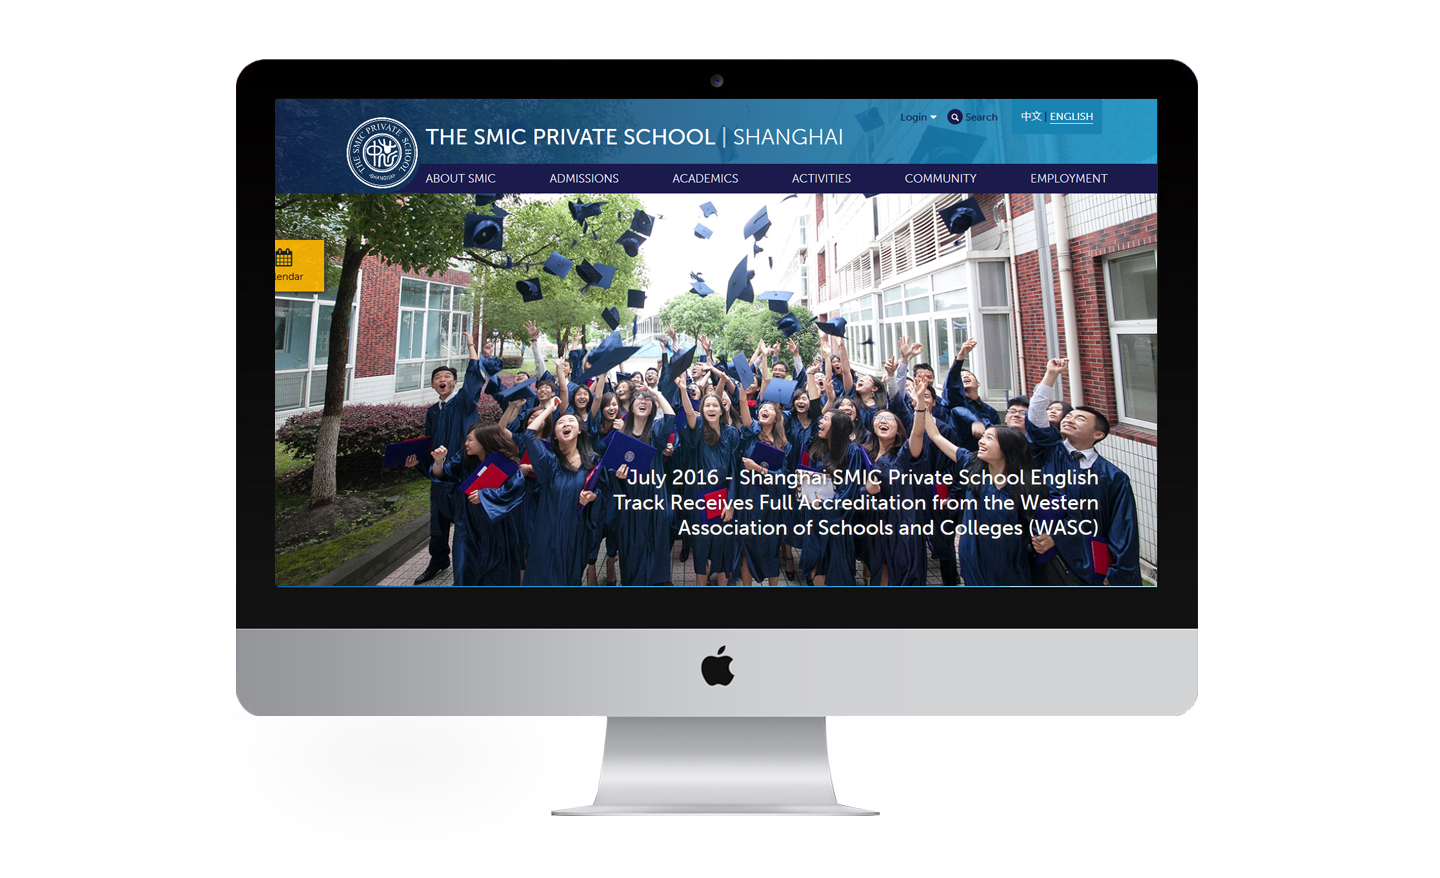 Login
Search
中文 | ENGLISH
THE SMIC PRIVATE SCHOOL | SHANGHAI
THE SMIC PRIVATE SCHOOL
SHANGHAI
ABOUT SMIC
ADMISSIONS
ACADEMICS
ACTIVITIES
COMMUNITY
EMPLOYMENT
endar
July 2016 - Shanghai SMIC Private School English
Track Receives Full Accreditation from the Western
Association of Schools and Colleges (WASC)